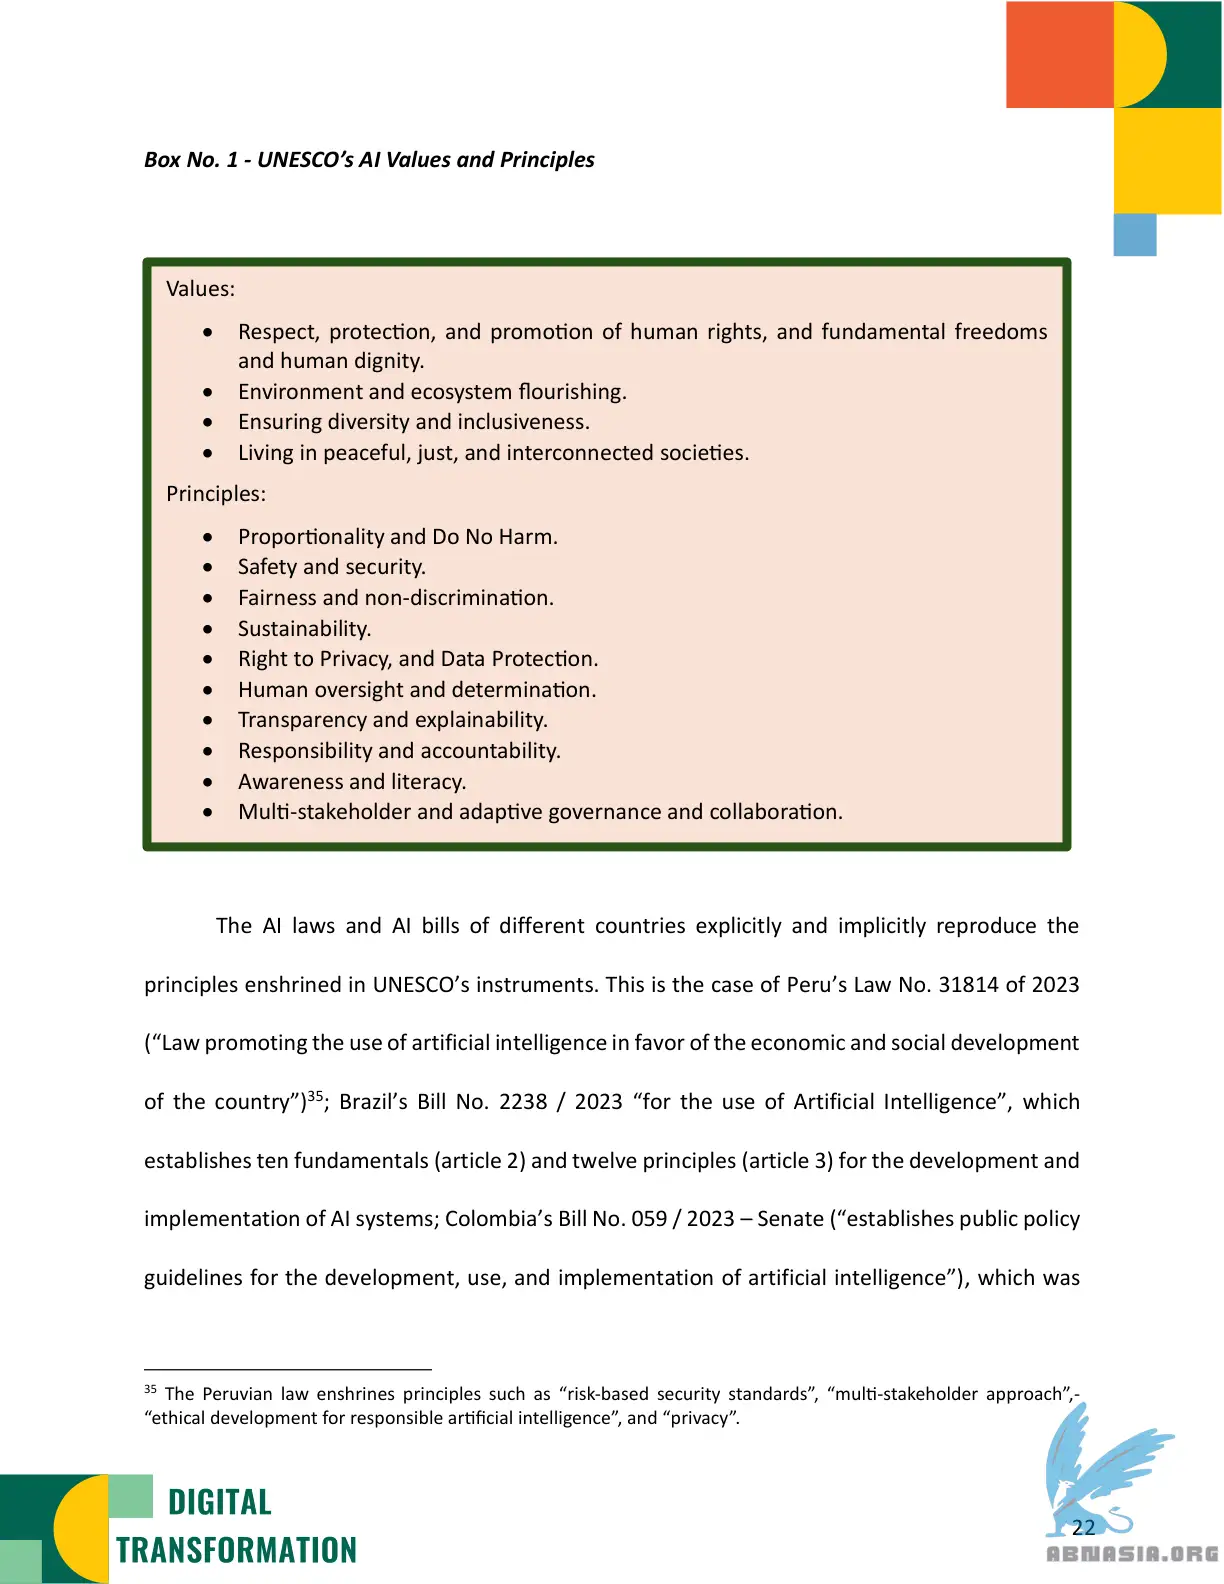 Box No. 1 - UNESCO’s AI Values and Principles
Values:
• Respect, protection, and promotion of human rights, and fundamental freedoms
and human dignity.
• Environment and ecosystem flourishing.
• Ensuring diversity and inclusiveness.
• Living in peaceful, just, and interconnected societies.
Principles:
• Proportionality and Do No Harm.
• Safety and security.
• Fairness and non-discrimination.
• Sustainability.
• Right to Privacy, and Data Protection.
• Human oversight and determination.
• Transparency and explainability.
• Responsibility and accountability.
• Awareness and literacy.
• Multi-stakeholder and adaptive governance and collaboration.
The AI laws and AI bills of different countries explicitly and implicitly reproduce the
principles enshrined in UNESCO’s instruments. This is the case of Peru’s Law No. 31814 of 2023
(“Law promoting the use of artificial intelligence in favor of the economic and social development
of the country”)35; Brazil’s Bill No. 2238 / 2023 “for the use of Artificial Intelligence”, which
establishes ten fundamentals (article 2) and twelve principles (article 3) for the development and
implementation of AI systems; Colombia’s Bill No. 059 / 2023 – Senate (“establishes public policy
guidelines for the development, use, and implementation of artificial intelligence”), which was
35 The Peruvian law enshrines principles such as “risk-based security standards”, “multi-stakeholder approach”,-
“ethical development for responsible artificial intelligence”, and “privacy”.
DIGITAL
TRANSFORMATION
22
ABNASIA.ORG